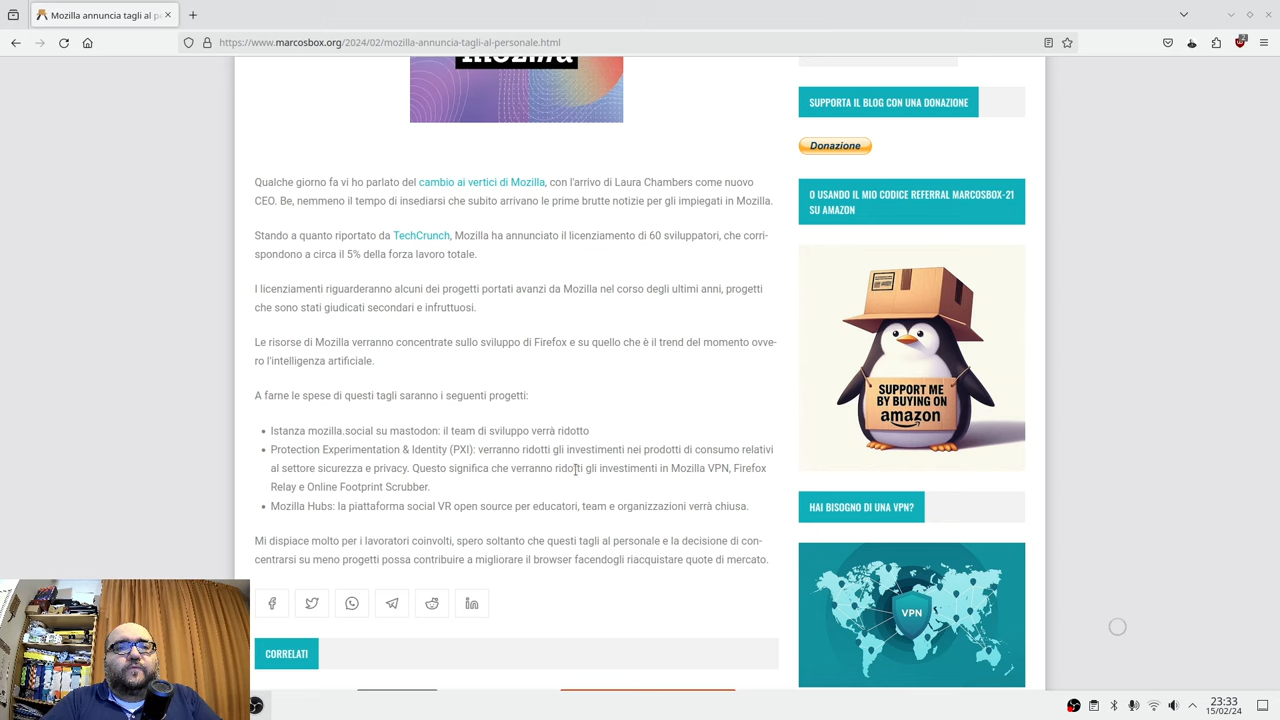 Mozilla annuncia tagli al p
https://www.marcosbox.org/2024/02/mozilla-annuncia-tagli-al-personale.html
mozilla
Qualche giorno fa vi ho parlato del cambio ai vertici di Mozilla, con l'arrivo di Laura Chambers come nuovo
CEO. Be, nemmeno il tempo di insediarsi che subito arrivano le prime brutte notizie per gli impiegati in Mozilla.
Stando a quanto riportato da TechCrunch, Mozilla ha annunciato il licenziamento di 60 sviluppatori, che corri-
spondono a circa il 5% della forza lavoro totale.
I licenziamenti riguarderanno alcuni dei progetti portati avanzi da Mozilla nel corso degli ultimi anni, progetti
che sono stati giudicati secondari e infruttuosi.
Le risorse di Mozilla verranno concentrate sullo sviluppo di Firefox e su quello che è il trend del momento ovve-
ro l'intelligenza artificiale.
A farne le spese di questi tagli saranno i seguenti progetti:
• Istanza mozilla.social su mastodon: il team di sviluppo verrà ridotto
• Protection Experimentation & Identity (PXI): verranno ridotti gli investimenti nei prodotti di consumo relativi
al settore sicurezza e privacy. Questo significa che verranno ridotti gli investimenti in Mozilla VPN, Firefox
Relay e Online Footprint Scrubber.
• Mozilla Hubs: la piattaforma social VR open source per educatori, team e organizzazioni verrà chiusa.
Mi dispiace molto per i lavoratori coinvolti, spero soltanto che questi tagli al personale e la decisione di con-
centrarsi su meno progetti possa contribuire a migliorare il browser facendogli riacquistare quote di mercato.
CORRELATI
SUPPORTA IL BLOG CON UNA DONAZIONE
Donazione
O USANDO IL MIO CODICE REFERRAL MARCOSBOX-21
SU AMAZON
SUPPORT ME
BY BUYING ON
amazon
HAI BISOGNO DI UNA VPN?
VPN
23:33
15/02/24